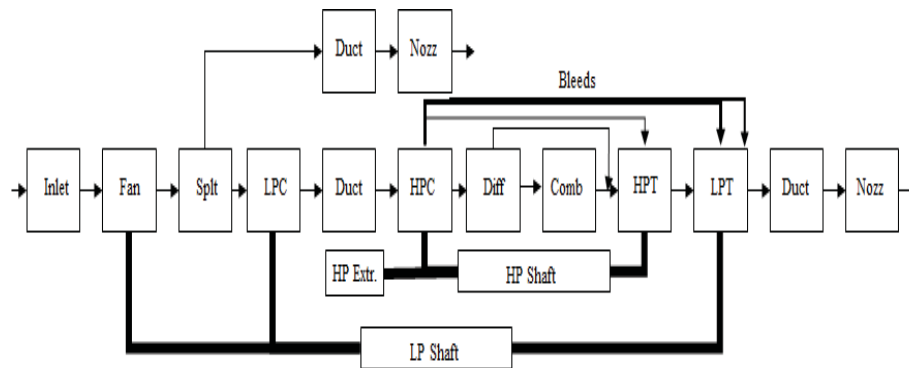 Duct
Nozz
Bleeds
Inlet
Fan
Splt
LPC
Duct
HPC
Diff
Comb
HPT
LPT
Duct
Nozz
HP Extr.
HP Shaft
LP Shaft